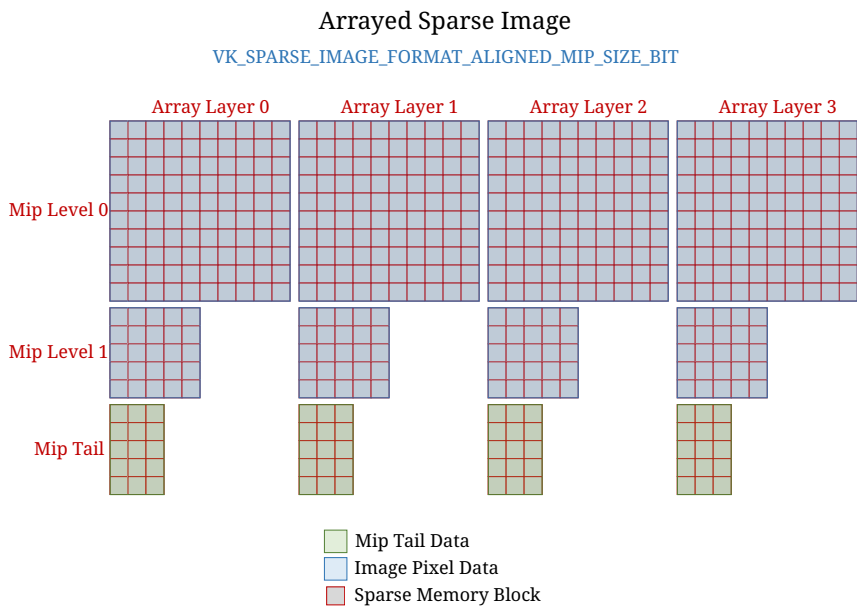 Arrayed Sparse Image
VK_SPARSE_IMAGE_FORMAT_ALIGNED_MIP_SIZE_BIT
Array Layer 0
Array Layer 1
Array Layer 2
Array Layer 3
Mip Level 0
Mip Level 1
Mip Tail
Mip Tail Data
Image Pixel Data
Sparse Memory Block